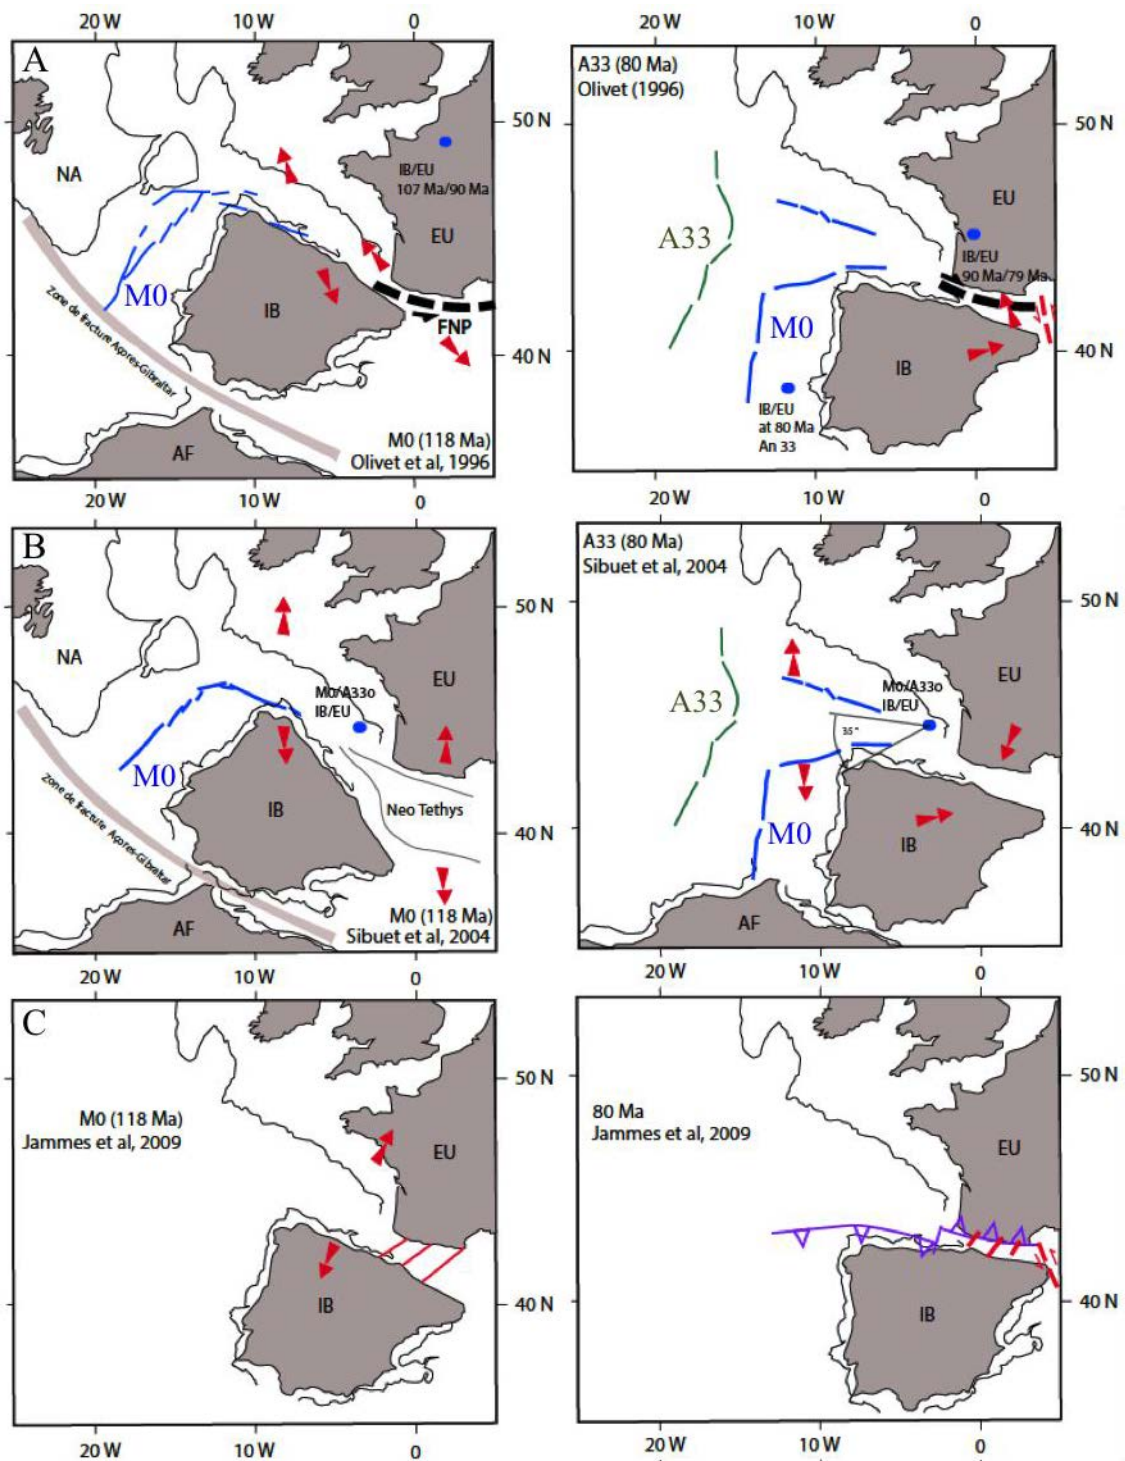 20 W 10 W 0
A
50 N
NA
IB/EU
107 Ma/90 Ma
EU
M0
IB
FNP
Zone de fracture Açores-Gibraltar
40 N
AF
M0 (118 Ma)
Olivet et al, 1996
20 W 10 W 0
20 W 10 W 0
A33 (80 Ma)
Olivet (1996)
50 N
EU
A33
IB/EU
90 Ma/79 Ma
M0
40 N
IB
IB/EU
at 80 Ma
An 33
20 W 10 W 0
B
50 N
NA
EU
Mo/A33o
IB/EU
M0
IB
Neo Tethys
Zone de fracture Açores-Gibraltar
40 N
AF
M0 (118 Ma)
Sibuet et al, 2004
20 W 10 W 0
A33 (80 Ma)
Sibuet et al, 2004
50 N
EU
Mo/A33o
IB/EU
A33
35°
M0
40 N
IB
AF
20 W 10 W 0
C
50 N
M0 (118 Ma)
Jammes et al, 2009
EU
IB
40 N
20 W 10 W 0
80 Ma
Jammes et al, 2009
50 N
EU
IB
40 N
20 W 10 W 0